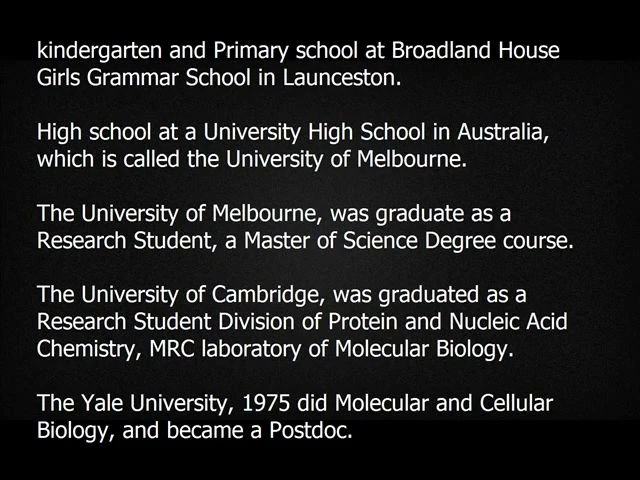 kindergarten and Primary school at Broadland House
Girls Grammar School in Launceston.
High school at a University High School in Australia,
which is called the University of Melbourne.
The University of Melbourne, was graduate as a
Research Student, a Master of Science Degree course.
The University of Cambridge, was graduated as a
Research Student Division of Protein and Nucleic Acid
Chemistry, MRC laboratory of Molecular Biology.
The Yale University, 1975 did Molecular and Cellular
Biology, and became a Postdoc.